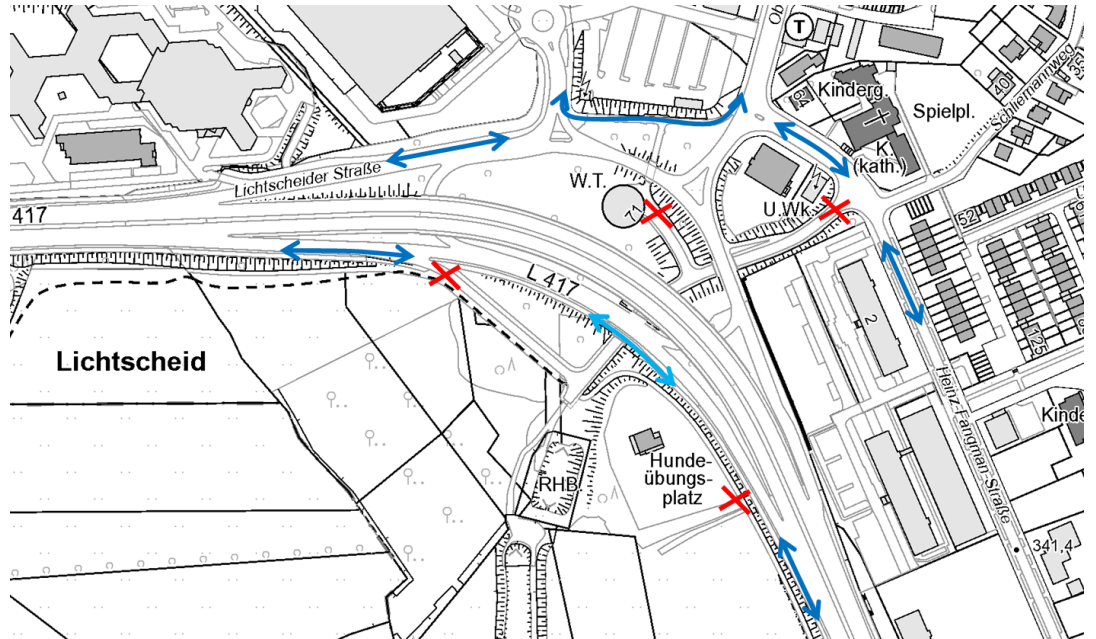 Ob
T
Kinderg.
64
Spielpl.
K.
(kath.)
Schliemannweg
35
40
Lichtscheider Straße
W.T.
71
U.Wk.
52
417
L 417
2
Lichtscheid
125
Heinz-Fangman-Straße
Kinde
Hunde-
übungs-
platz
RHB
341,4